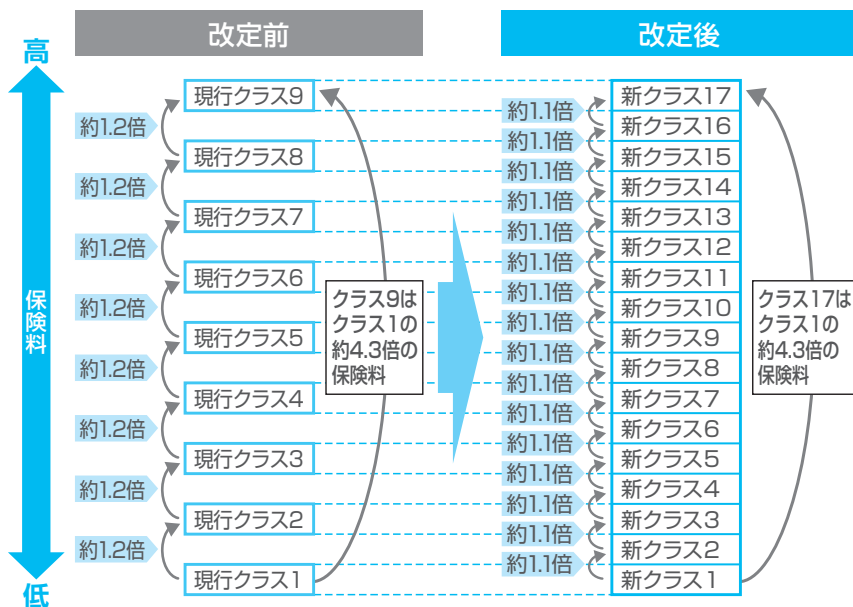 改定前
改定後
高
保険料
低
現行クラス9
約1.2倍
現行クラス8
約1.2倍
現行クラス7
約1.2倍
現行クラス6
約1.2倍
現行クラス5
約1.2倍
現行クラス4
約1.2倍
現行クラス3
約1.2倍
現行クラス2
約1.2倍
現行クラス1
クラス9は
クラス1の
約4.3倍の
保険料
新クラス17
約1.1倍
新クラス16
約1.1倍
新クラス15
約1.1倍
新クラス14
約1.1倍
新クラス13
約1.1倍
新クラス12
約1.1倍
新クラス11
約1.1倍
新クラス10
約1.1倍
新クラス9
約1.1倍
新クラス8
約1.1倍
新クラス7
約1.1倍
新クラス6
約1.1倍
新クラス5
約1.1倍
新クラス4
約1.1倍
新クラス3
約1.1倍
新クラス2
約1.1倍
新クラス1
クラス17は
クラス1の
約4.3倍の
保険料